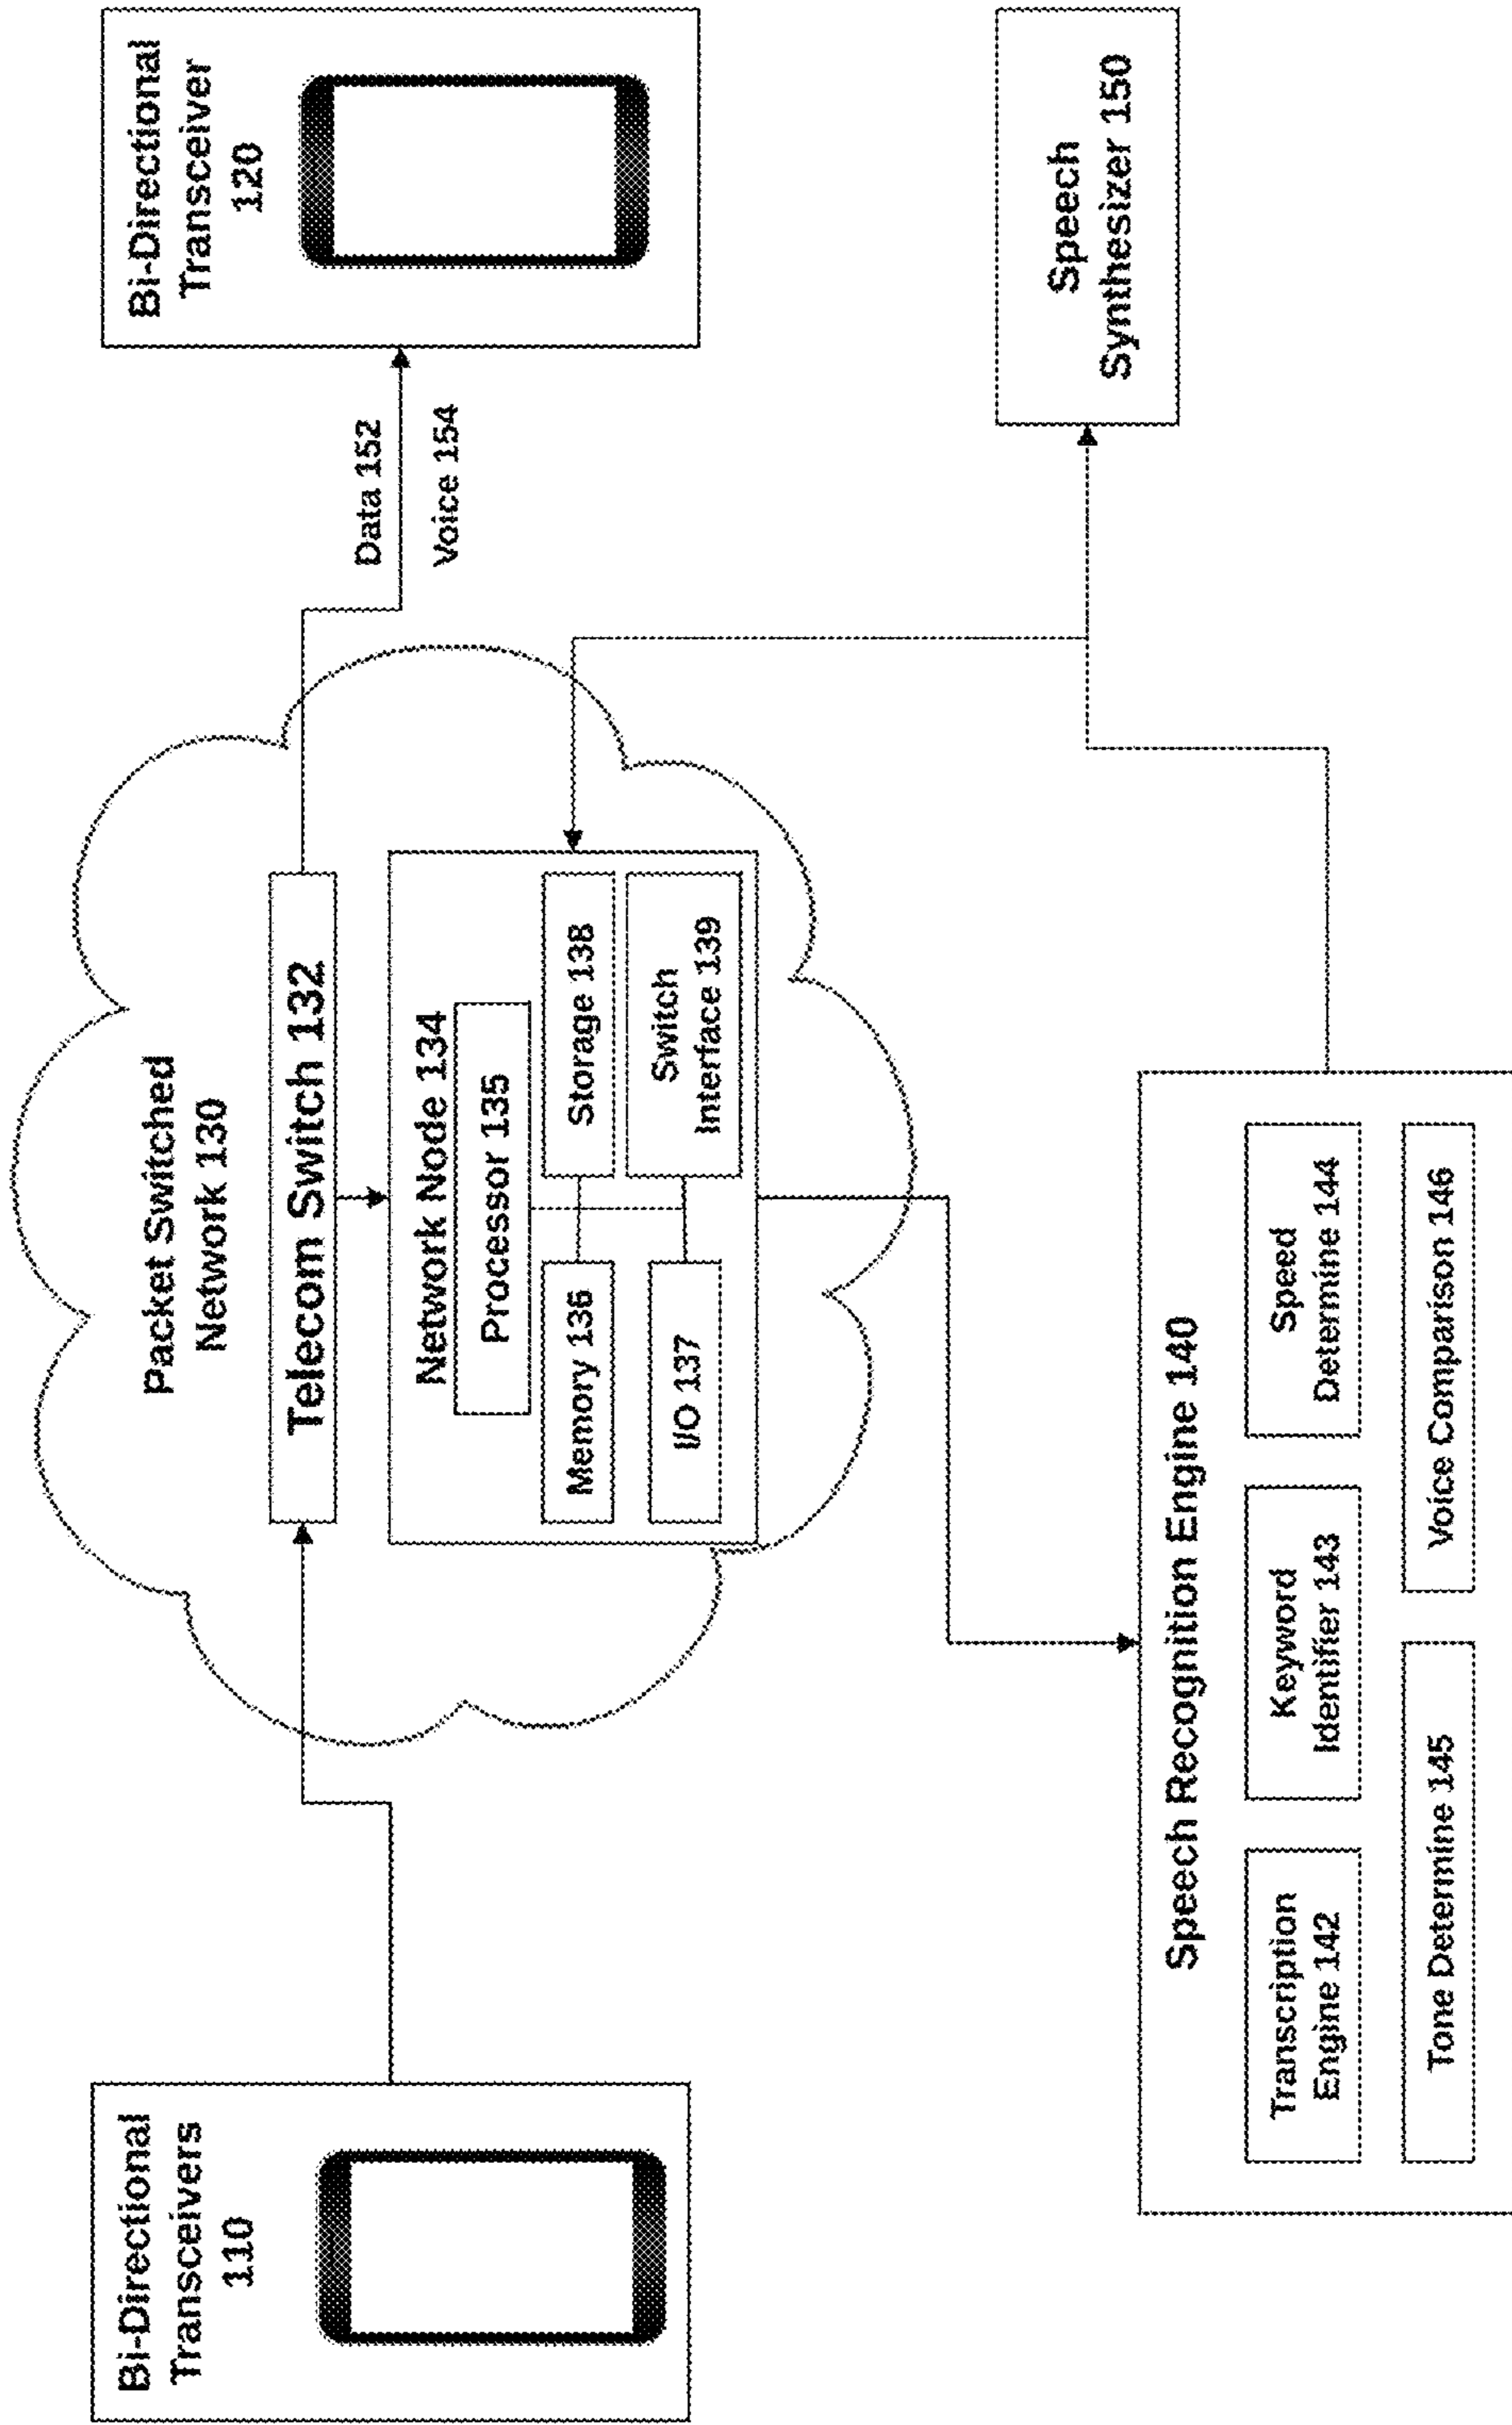 Bi-Directional
Transceivers
110
Packet Switched
Network 130
Telecom Switch 132
Network Node 134
Processor 135
Memory 136
Storage 138
I/O 137
Switch
Interface 139
Data 152
Voice 154
Bi-Directional
Transceiver
120
Speech Recognition Engine 140
Transcription
Engine 142
Keyword
Identifier 143
Speed
Determine 144
Tone Determine 145
Voice Comparison 146
Speech
Synthesizer 150